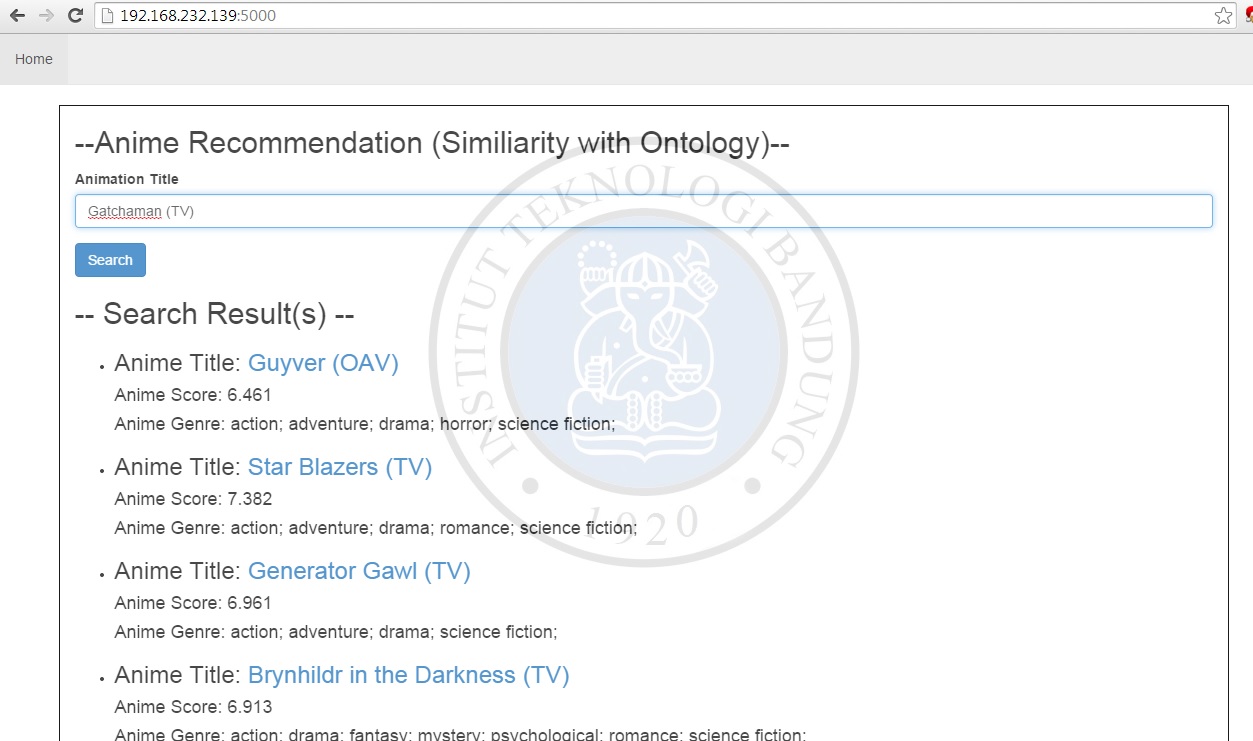 192.168.232.139:5000
Home
--Anime Recommendation (Similiarity with Ontology)--
Animation Title
Gatchaman (TV)
Search
-- Search Result(s) --
Anime Title: Guyver (OAV)
Anime Score: 6.461
Anime Genre: action; adventure; drama; horror; science fiction;
Anime Title: Star Blazers (TV)
Anime Score: 7.382
Anime Genre: action; adventure; drama; romance; science fiction;
Anime Title: Generator Gawl (TV)
Anime Score: 6.961
Anime Genre: action; adventure; drama; science fiction;
Anime Title: Brynhildr in the Darkness (TV)
Anime Score: 6.913
Anime Genre: action; drama; fantasy; mystery; psychological; romance; science fiction;
INSTITUT TEKNOLOGI BANDUNG
1920